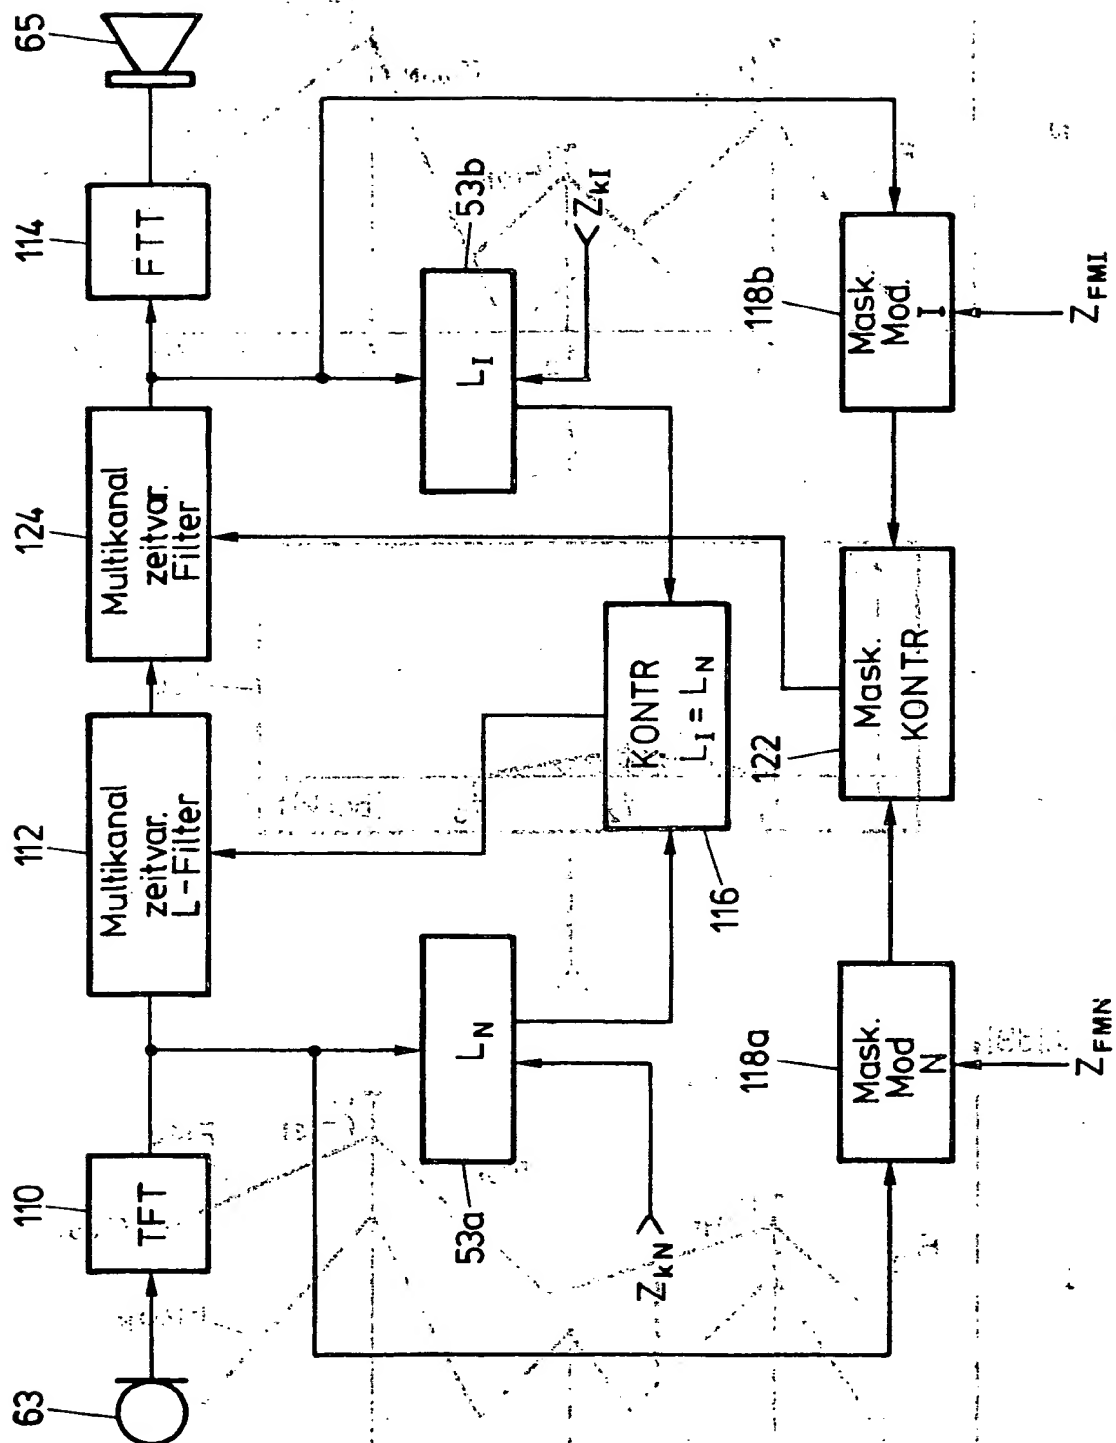 63
110
TFT
112
Multikanal
zeitvar.
L-Filter
124
Multikanal
zeitvar.
Filter
114
FTT
65
53a
L_N
Z_kN
53b
L_I
Z_kI
KONTR
L_I = L_N
116
118a
Mask.
Mod
N
Z_FMN
122
Mask.
KONTR
118b
Mask.
Mod.
I
Z_FMI